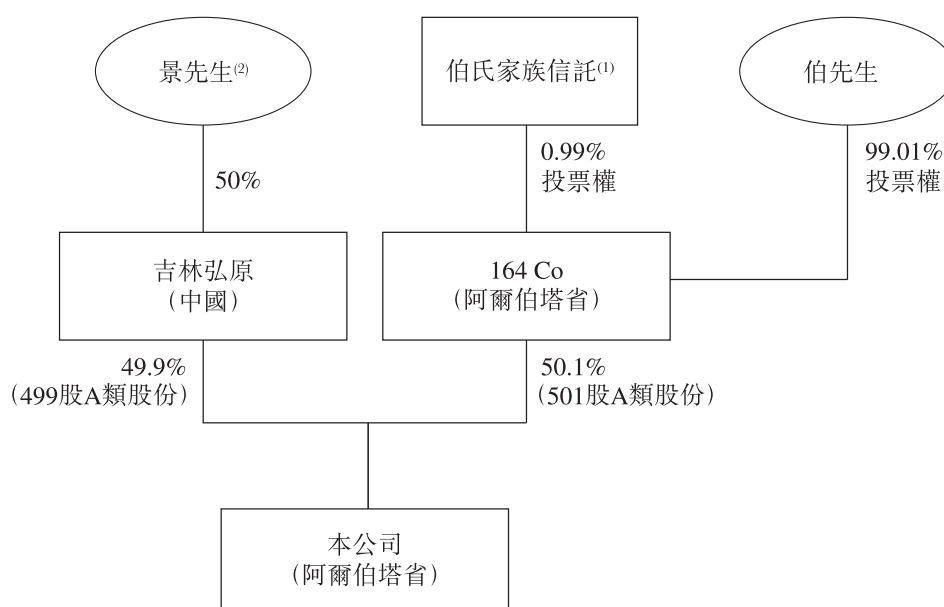 景先生(2)
伯氏家族信託(1)
伯先生
50%
0.99%
投票權
99.01%
投票權
吉林弘原
（中國）
164 Co
（阿爾伯塔省）
49.9%
（499股A類股份）
50.1%
（501股A類股份）
本公司
（阿爾伯塔省）